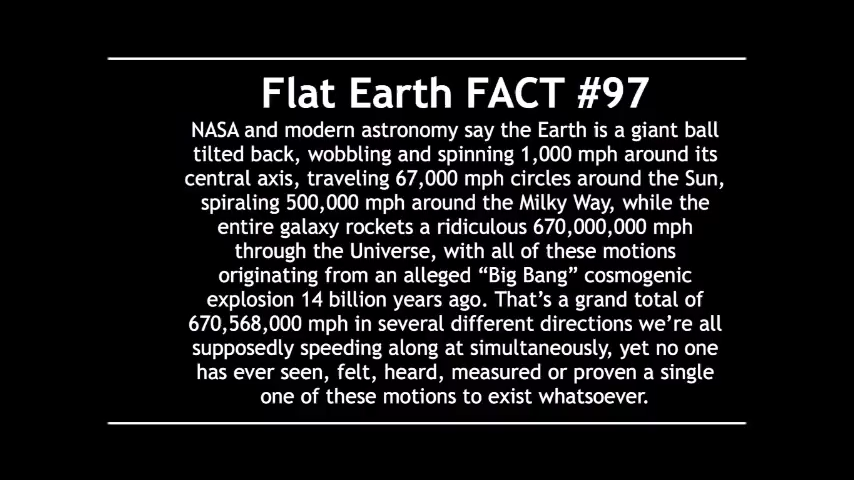 Flat Earth FACT #97
NASA and modern astronomy say the Earth is a giant ball
tilted back, wobbling and spinning 1,000 mph around its
central axis, traveling 67,000 mph circles around the Sun,
spiraling 500,000 mph around the Milky Way, while the
entire galaxy rockets a ridiculous 670,000,000 mph
through the Universe, with all of these motions
originating from an alleged “Big Bang” cosmogenic
explosion 14 billion years ago. That’s a grand total of
670,568,000 mph in several different directions we’re all
supposedly speeding along at simultaneously, yet no one
has ever seen, felt, heard, measured or proven a single
one of these motions to exist whatsoever.